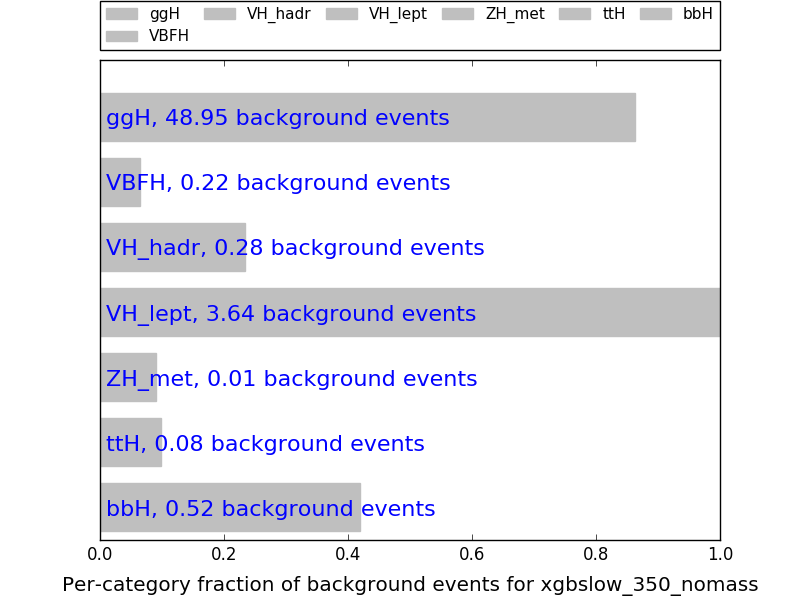 ggH VH_hadr VH_lept ZH_met ttH bbH
VBFH
ggH, 48.95 background events
VBFH, 0.22 background events
VH_hadr, 0.28 background events
VH_lept, 3.64 background events
ZH_met, 0.01 background events
ttH, 0.08 background events
bbH, 0.52 background events
0.0 0.2 0.4 0.6 0.8 1.0
Per-category fraction of background events for xgbslow_350_nomass